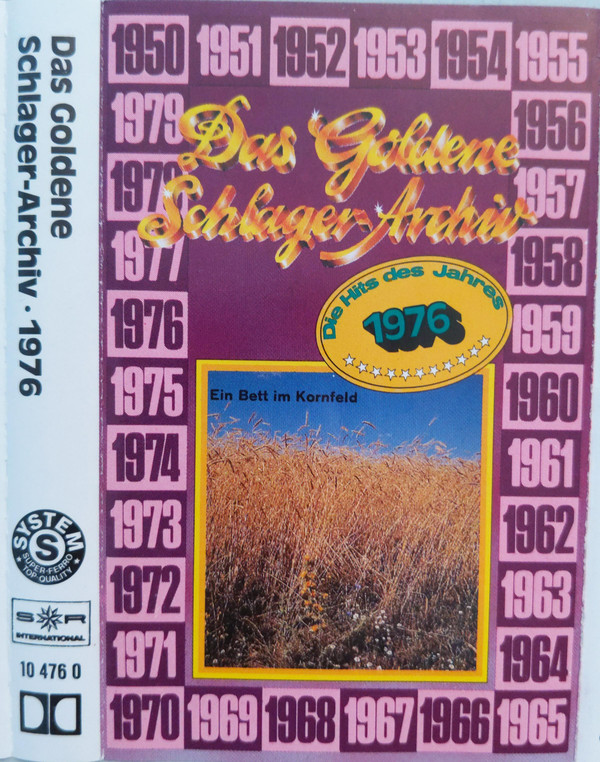 Das Goldene
Schlager-Archiv · 1976
SYSTEM
S
SUPER-FERRO
TOP-QUALITY
S R
INTERNATIONAL
10 476 0
1950 1951 1952 1953 1954 1955
1979
1956
Das Goldene
1978
1957
Schlager-Archiv
1977
1958
Die Hits des Jahres
1976
1976
1959
1975
1960
Ein Bett im Kornfeld
1974
1961
1973
1962
1972
1963
1971
1964
1970 1969 1968 1967 1966 1965